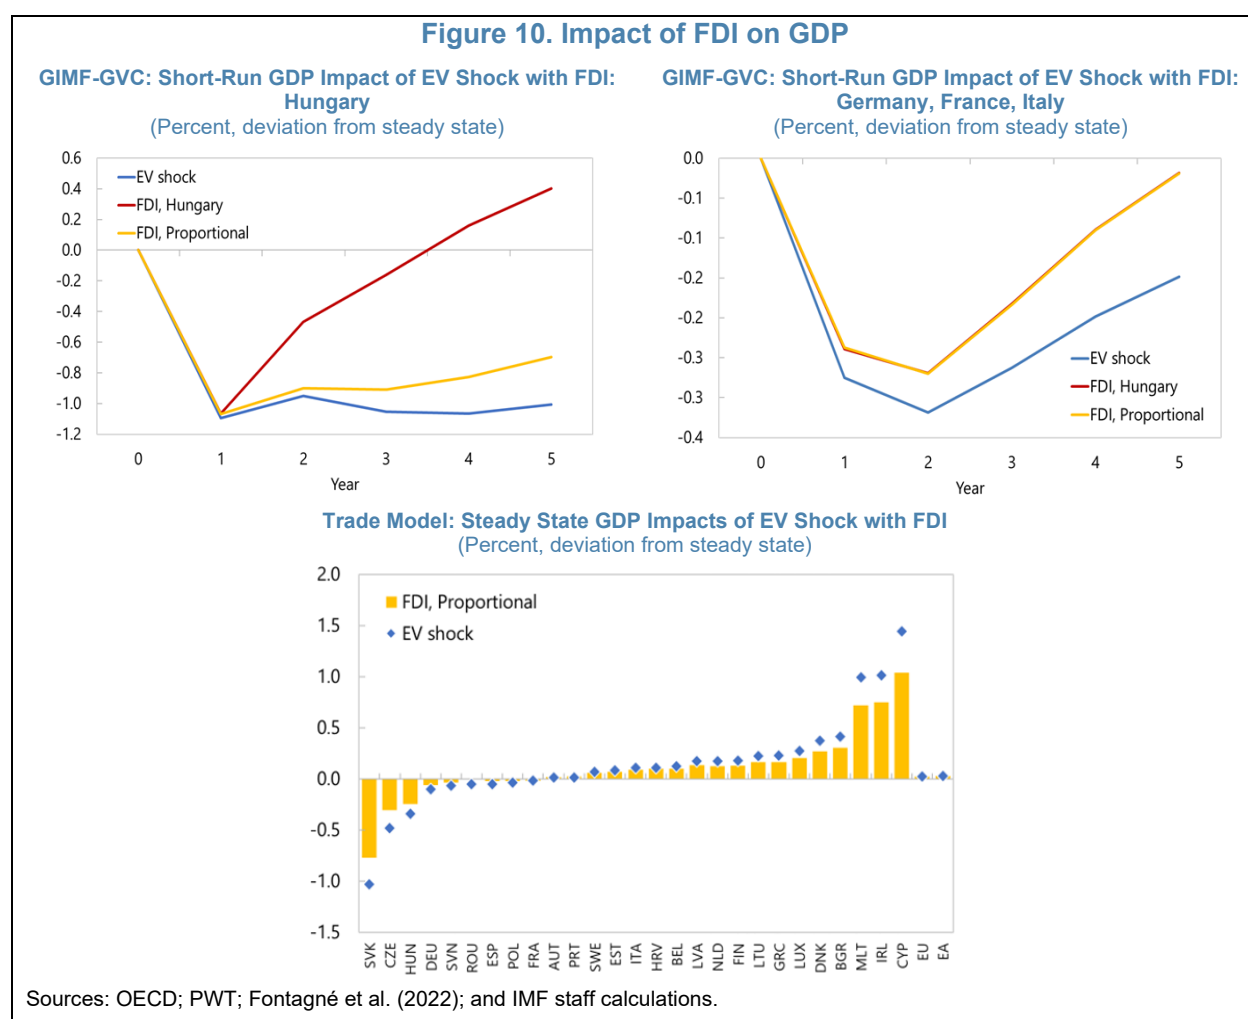 Figure 10. Impact of FDI on GDP
GIMF-GVC: Short-Run GDP Impact of EV Shock with FDI:
Hungary
(Percent, deviation from steady state)
0.6
0.4
0.2
0.0
-0.2
-0.4
-0.6
-0.8
-1.0
-1.2
EV shock
FDI, Hungary
FDI, Proportional
0 1 2 3 4 5
Year
GIMF-GVC: Short-Run GDP Impact of EV Shock with FDI:
Germany, France, Italy
(Percent, deviation from steady state)
0.0
-0.1
-0.1
-0.2
-0.2
-0.3
-0.3
-0.4
EV shock
FDI, Hungary
FDI, Proportional
0 1 2 3 4 5
Year
Trade Model: Steady State GDP Impacts of EV Shock with FDI
(Percent, deviation from steady state)
2.0
1.5
1.0
0.5
0.0
-0.5
-1.0
-1.5
FDI, Proportional
EV shock
SVK CZE HUN DEU SVN ROU ESP POL FRA AUT PRT SWE EST ITA HRV BEL LVA NLD FIN LTU GRC LUX DNK BGR MLT IRL CYP EU EA
Sources: OECD; PWT; Fontagné et al. (2022); and IMF staff calculations.